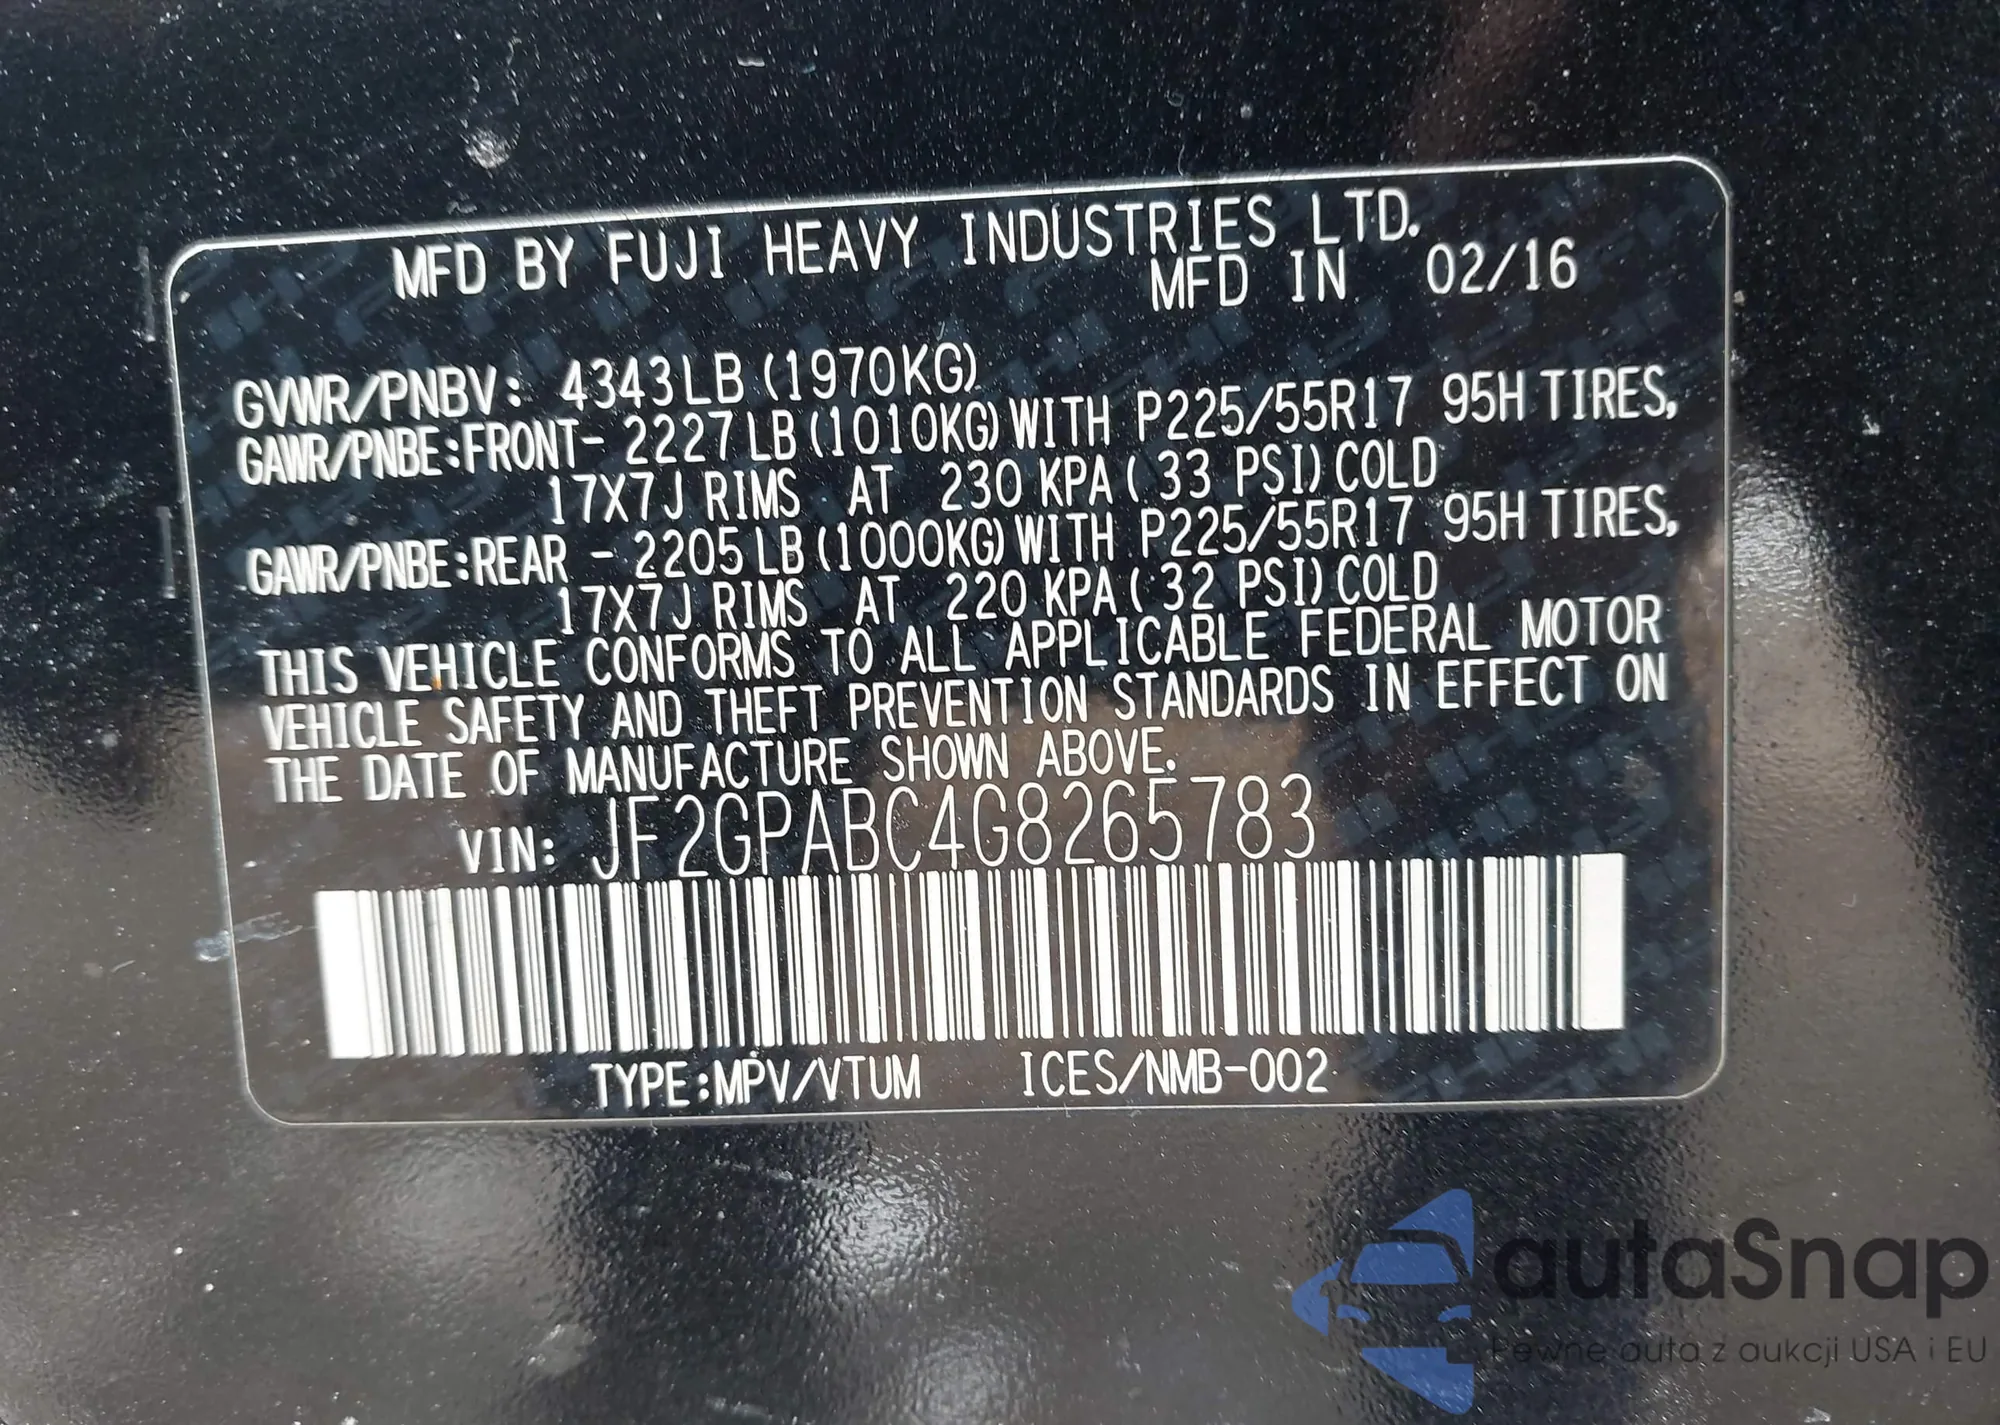 MFD BY FUJI HEAVY INDUSTRIES LTD.
MFD IN 02/16
GVWR/PNBV: 4343LB(1970KG)
GAWR/PNBE:FRONT- 2227LB(1010KG)WITH P225/55R17 95H TIRES,
17X7J RIMS AT 230 KPA( 33 PSI)COLD
GAWR/PNBE:REAR - 2205LB(1000KG)WITH P225/55R17 95H TIRES,
17X7J RIMS AT 220 KPA( 32 PSI)COLD
THIS VEHICLE CONFORMS TO ALL APPLICABLE FEDERAL MOTOR
VEHICLE SAFETY AND THEFT PREVENTION STANDARDS IN EFFECT ON
THE DATE OF MANUFACTURE SHOWN ABOVE.
VIN: JF2GPABC4G8265783
TYPE:MPV/VTUM ICES/NMB-002
autaSnap
Pewne auta z aukcji USA i EU